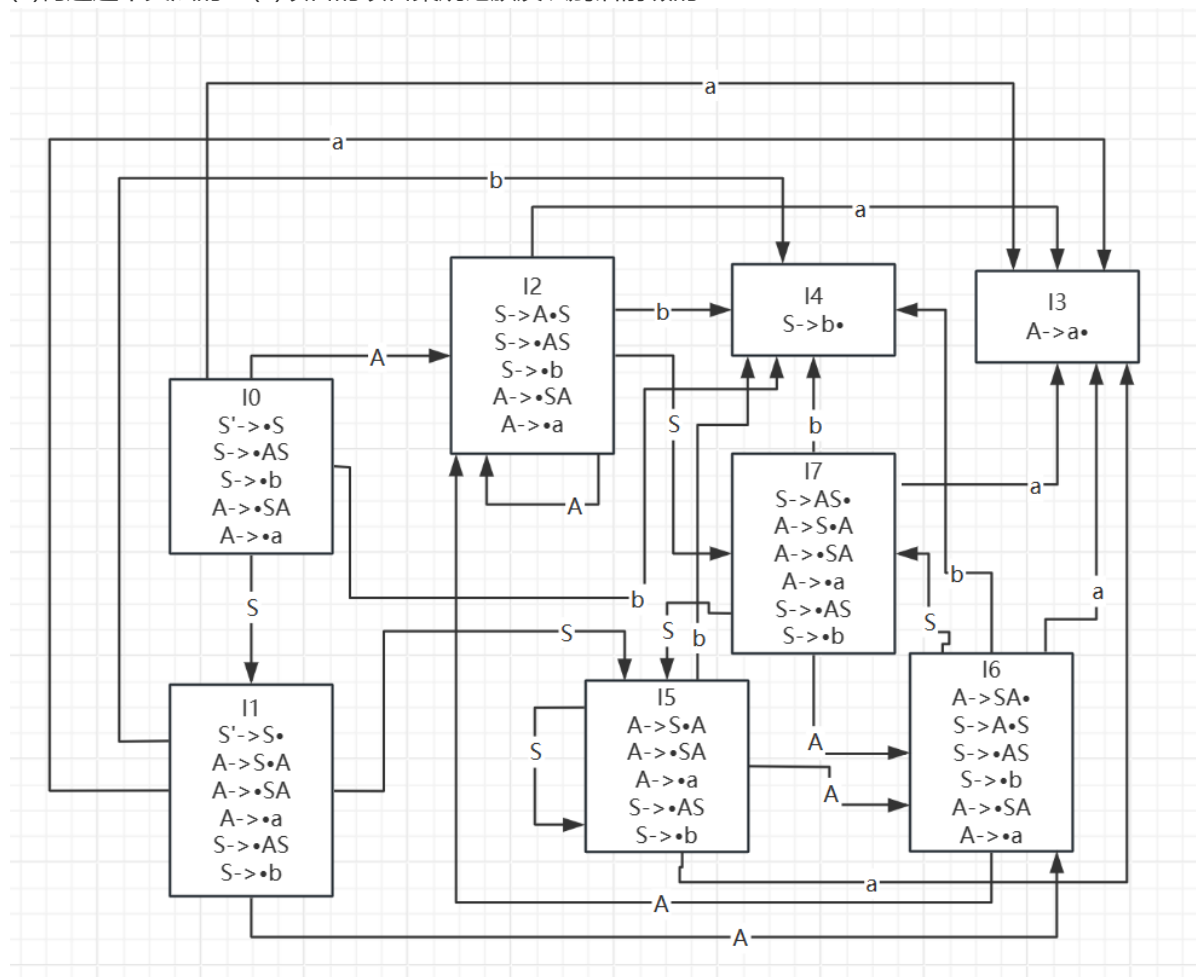 a
a
b
a
I2
S->A•S
S->•AS
S->•b
A->•SA
A->•a
I4
S->b•
I3
A->a•
b
A
I0
S'->•S
S->•AS
S->•b
A->•SA
A->•a
S
b
A
I7
S->AS•
A->S•A
A->•SA
A->•a
S->•AS
S->•b
a
b
a
b
S
S
S
b
S
I1
S'->S•
A->S•A
A->•SA
A->•a
S->•AS
S->•b
I5
A->S•A
A->•SA
A->•a
S->•AS
S->•b
I6
A->SA•
S->A•S
S->•AS
S->•b
A->•SA
A->•a
S
A
A
a
A
A